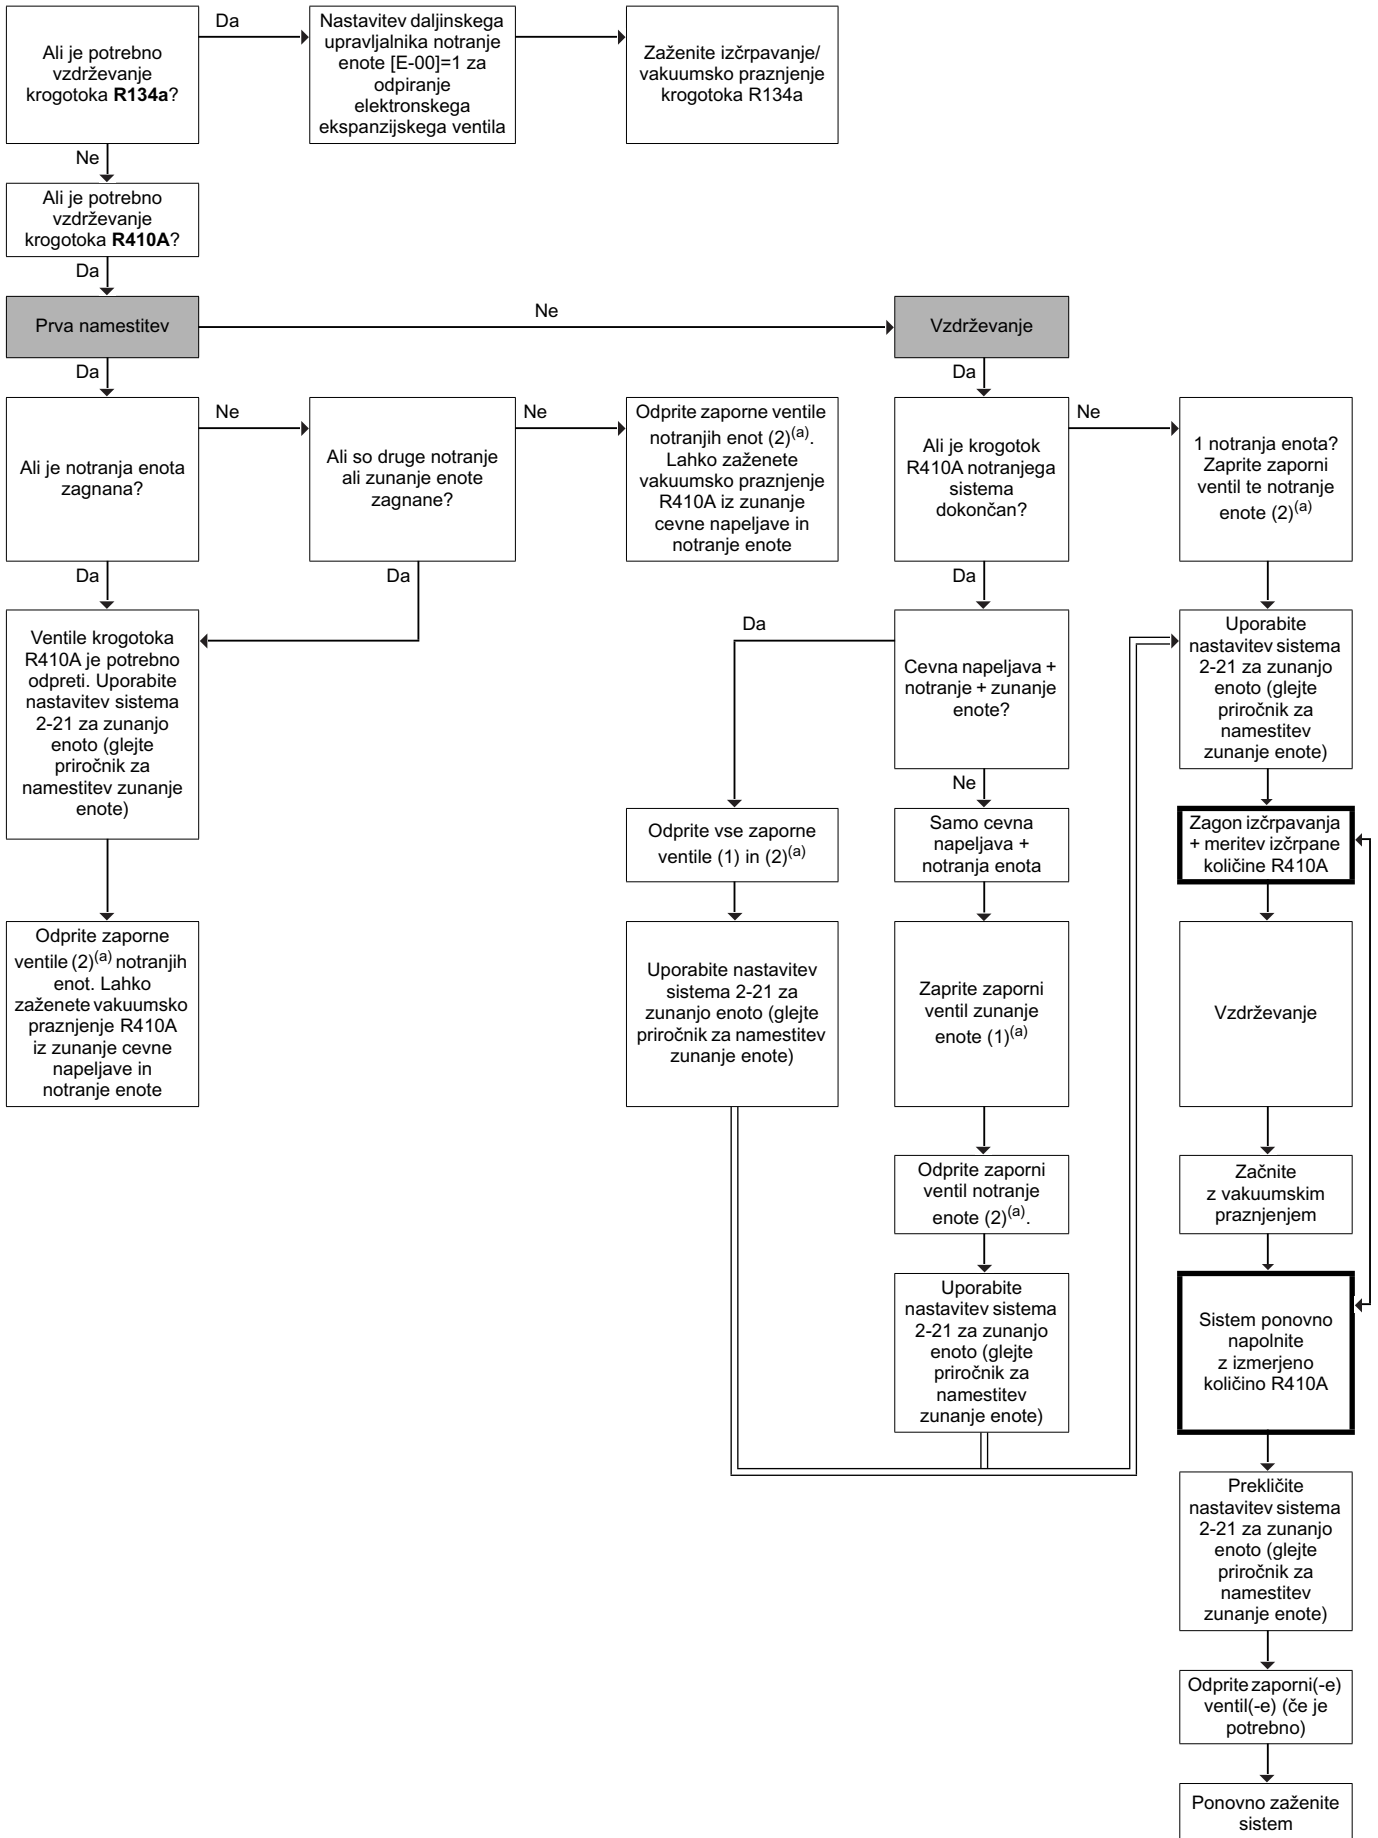 Ali je potrebno
vzdrževanje
krogotoka R134a?
Da
Nastavitev daljinskega
upravljalnika notranje
enote [E-00]=1 za
odpiranje
elektronskega
ekspanzijskega ventila
Zaženite izčrpavanje/
vakuumsko praznjenje
krogotoka R134a
Ne
Ali je potrebno
vzdrževanje
krogotoka R410A?
Da
Prva namestitev
Ne
Vzdrževanje
Da
Ali je notranja enota
zagnana?
Ne
Ali so druge notranje
ali zunanje enote
zagnane?
Ne
Odprite zaporne ventile
notranjih enot (2)(a).
Lahko zaženete
vakuumsko praznjenje
R410A iz zunanje
cevne napeljave in
notranje enote
Da
Ali je krogotok
R410A notranjega
sistema
dokončan?
Ne
1 notranja enota?
Zaprite zaporni
ventil te notranje
enote (2)(a)
Da
Da
Ventile krogotoka
R410A je potrebno
odpreti. Uporabite
nastavitev sistema
2-21 za zunanjo
enoto (glejte
priročnik za
namestitev zunanje
enote)
Odprite zaporne
ventile (2)(a) notranjih
enot. Lahko
zaženete vakuumsko
praznjenje R410A
iz zunanje cevne
napeljave in
notranje enote
Da
Cevna napeljava +
notranje + zunanje
enote?
Da
Odprite vse zaporne
ventile (1) in (2)(a)
Uporabite nastavitev
sistema 2-21 za
zunanjo enoto (glejte
priročnik za namestitev
zunanje enote)
Ne
Samo cevna
napeljava +
notranja enota
Zaprite zaporni
ventil zunanje
enote (1)(a)
Odprite zaporni
ventil notranje
enote (2)(a).
Uporabite
nastavitev sistema
2-21 za zunanjo
enoto (glejte
priročnik za
namestitev
zunanje enote)
Uporabite
nastavitev sistema
2-21 za zunanjo
enoto (glejte
priročnik za
namestitev
zunanje enote)
Zagon izčrpavanja
+ meritev izčrpane
količine R410A
Vzdrževanje
Začnite
z vakuumskim
praznjenjem
Sistem ponovno
napolnite
z izmerjeno
količino R410A
Prekličite
nastavitev sistema
2-21 za zunanjo
enoto (glejte
priročnik za
namestitev
zunanje enote)
Odprite zaporni(-e)
ventil(-e) (če je
potrebno)
Ponovno zaženite
sistem